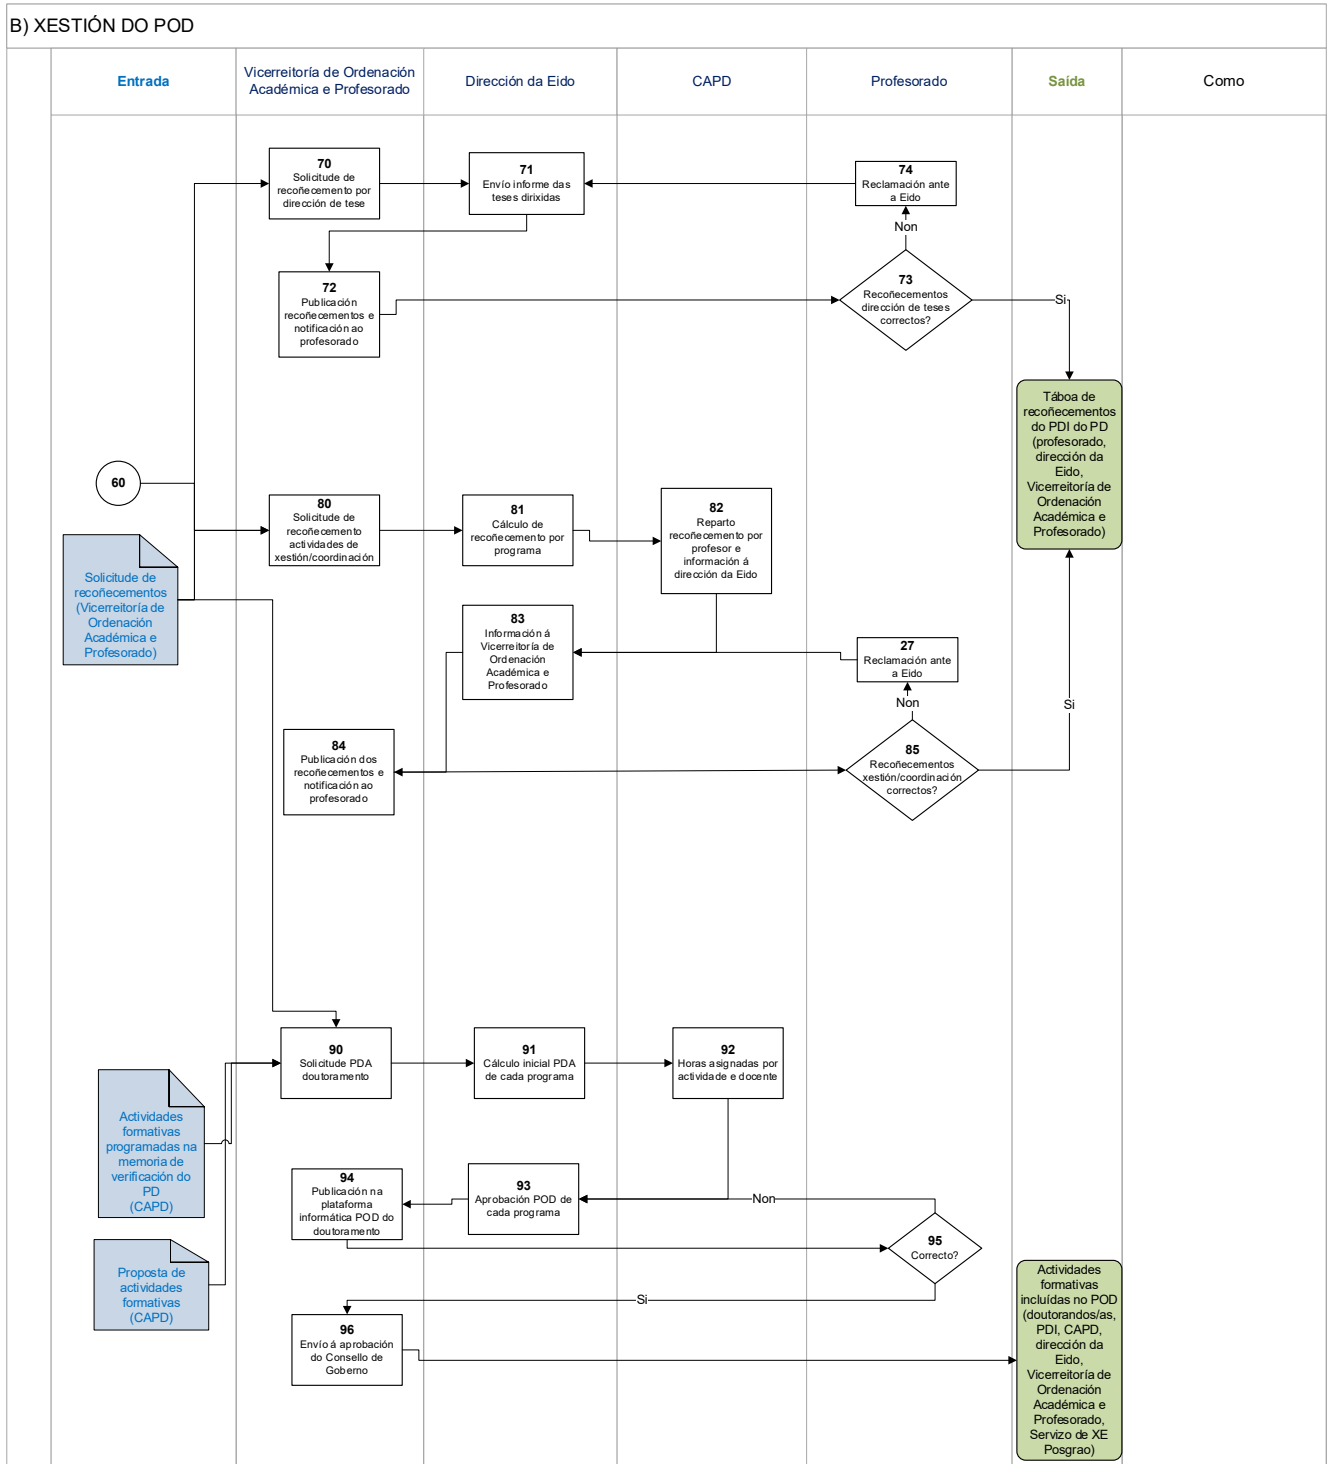 B) XESTIÓN DO POD
Entrada
Vicerreitoría de Ordenación
Académica e Profesorado
Dirección da Eido
CAPD
Profesorado
Saída
Como
70
Solicitude de
recoñecemento por
dirección de tese
71
Envío informe das
teses dirixidas
74
Reclamación ante
a Eido
Non
72
Publicación
recoñecementos e
notificación ao
profesorado
73
Recoñecementos
dirección de teses
correctos?
Si
Táboa de
recoñecementos
do PDI do PD
(profesorado,
dirección da
Eido,
Vicerreitoría de
Ordenación
Académica e
Profesorado)
60
Solicitude de
recoñecementos
(Vicerreitoría de
Ordenación
Académica e
Profesorado)
80
Solicitude de
recoñecemento
actividades de
xestión/coordinación
81
Cálculo de
recoñecemento por
programa
82
Reparto
recoñecemento por
profesor e
información á
dirección da Eido
83
Información á
Vicerreitoría de
Ordenación
Académica e
Profesorado
27
Reclamación ante
a Eido
Non
Si
84
Publicación dos
recoñecementos e
notificación ao
profesorado
85
Recoñecementos
xestión/coordinación
correctos?
90
Solicitude PDA
doutoramento
91
Cálculo inicial PDA
de cada programa
92
Horas asignadas por
actividade e docente
Actividades
formativas
programadas na
memoria de
verificación do
PD
(CAPD)
94
Publicación na
plataforma
informática POD do
doutoramento
93
Aprobación POD de
cada programa
Non
95
Correcto?
Proposta de
actividades
formativas
(CAPD)
Si
96
Envío á aprobación
do Consello de
Goberno
Actividades
formativas
incluídas no POD
(doutorandos/as,
PDI, CAPD,
dirección da
Eido,
Vicerreitoría de
Ordenación
Académica e
Profesorado,
Servizo de XE
Posgrao)